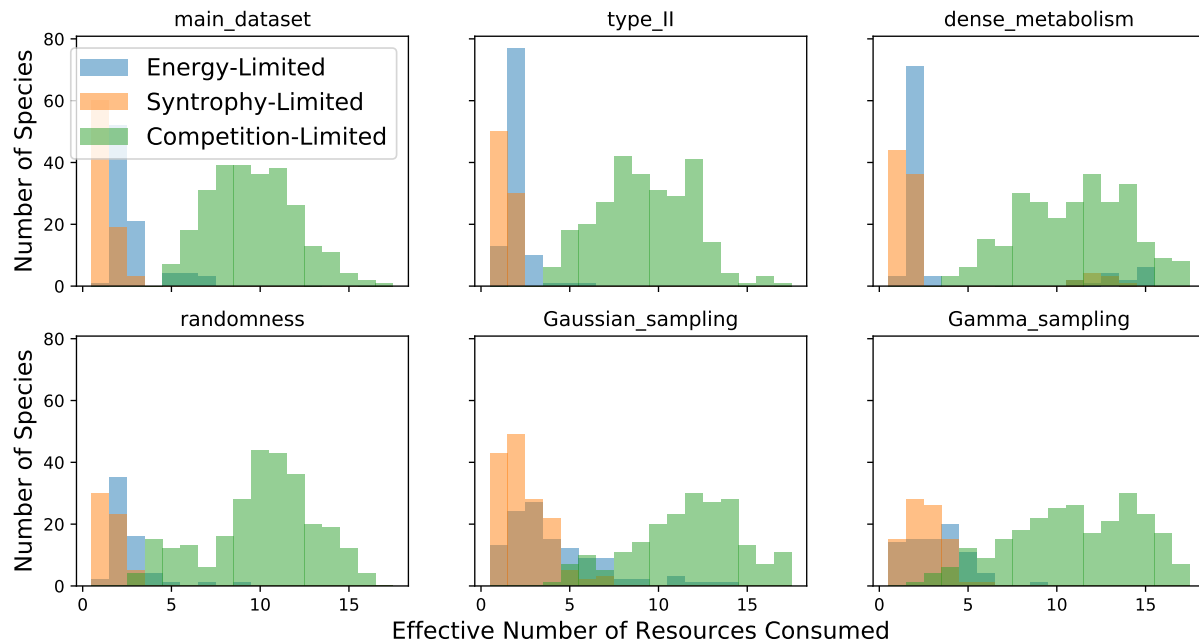 main_dataset
type_II
dense_metabolism
Number of Species
80
60
40
20
0
Energy-Limited
Syntrophy-Limited
Competition-Limited
randomness
Gaussian_sampling
Gamma_sampling
Number of Species
80
60
40
20
0
0 5 10 15
0 5 10 15
0 5 10 15
Effective Number of Resources Consumed